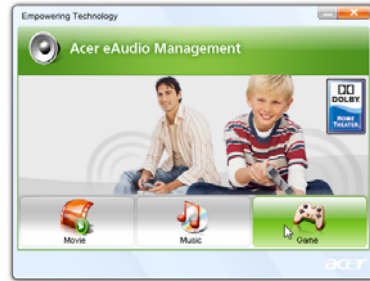 Empowering Technology
Acer eAudio Management
DOLBY
HOME
THEATER
Movie
Music
Game
acer